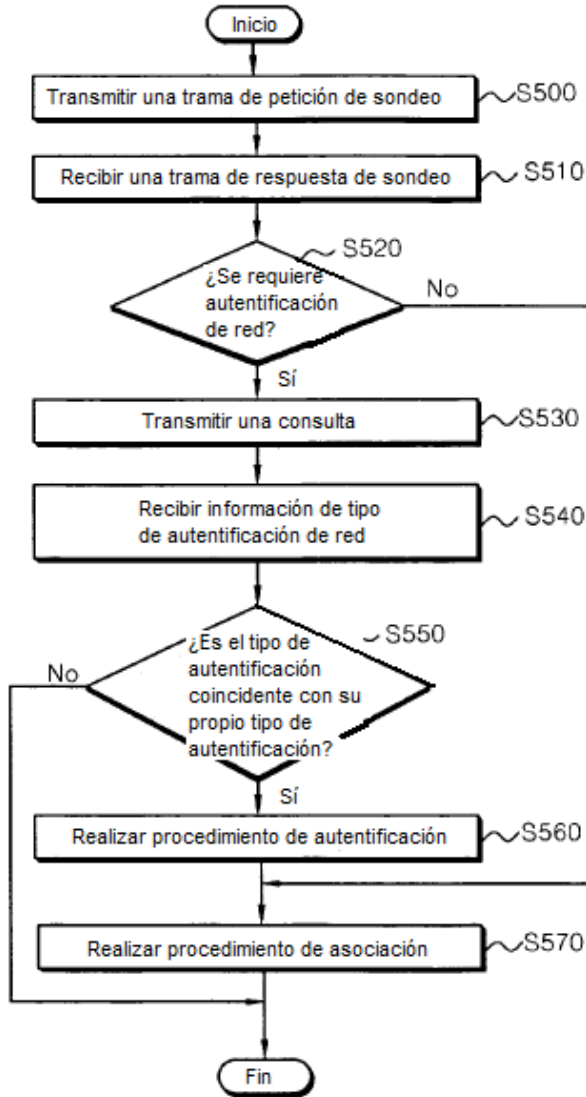 Inicio
Transmitir una trama de petición de sondeo
S500
Recibir una trama de respuesta de sondeo
S510
S520
¿Se requiere
autentificación
de red?
No
Sí
Transmitir una consulta
S530
Recibir información de tipo
de autentificación de red
S540
S550
¿Es el tipo de
autentificación
coincidente con su
propio tipo de
autentificación?
No
Sí
Realizar procedimiento de autentificación
S560
Realizar procedimiento de asociación
S570
Fin